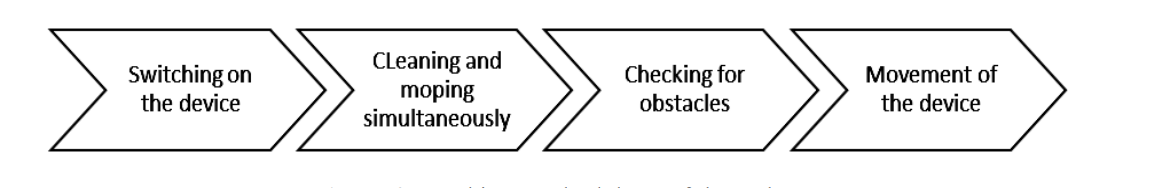 Switching on
the device
CLeaning and
moping
simultaneously
Checking for
obstacles
Movement of
the device